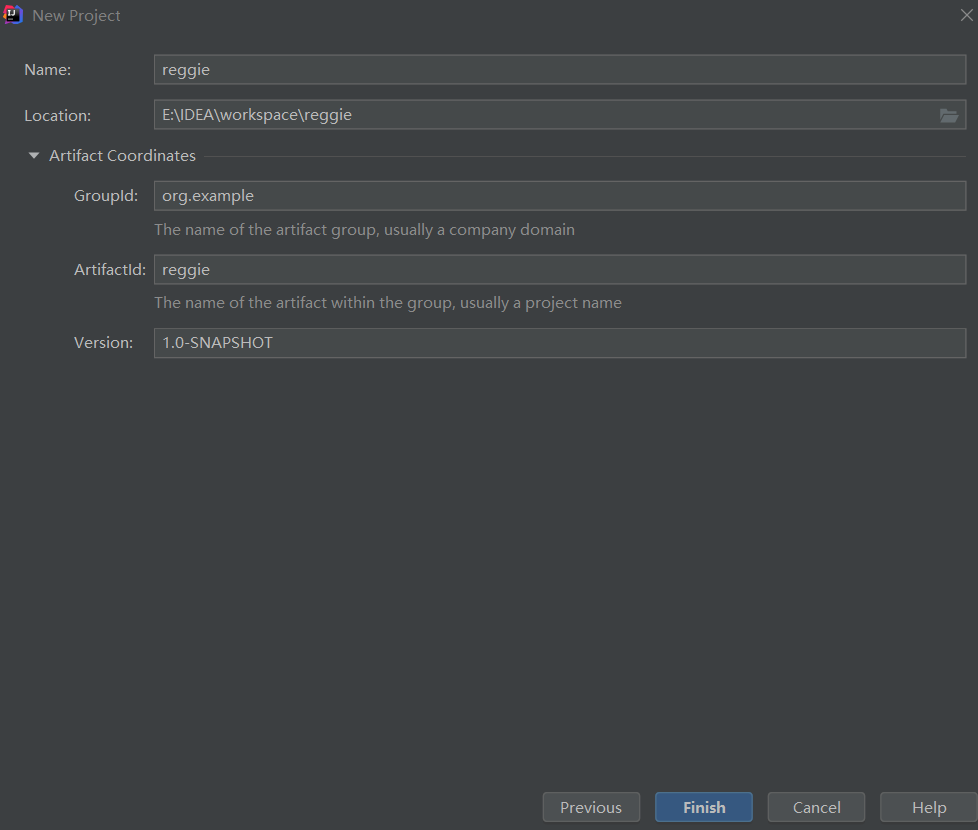 New Project
Name: reggie
Location: E:\IDEA\workspace\reggie
Artifact Coordinates
GroupId: org.example
The name of the artifact group, usually a company domain
ArtifactId: reggie
The name of the artifact within the group, usually a project name
Version: 1.0-SNAPSHOT
Previous Finish Cancel Help